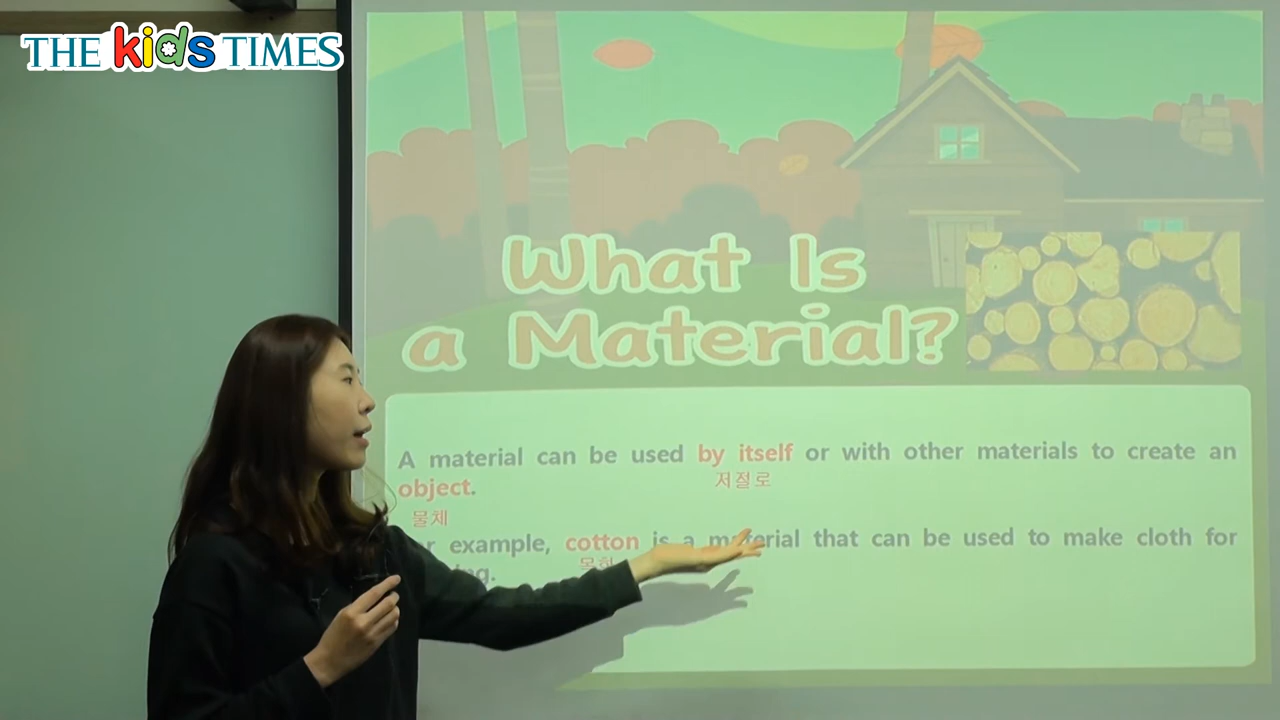 THE kids TIMES
What Is
a Material?
A material can be used by itself or with other materials to create an
저절로
object.
물체
example, cotton is a material that can be used to make cloth for